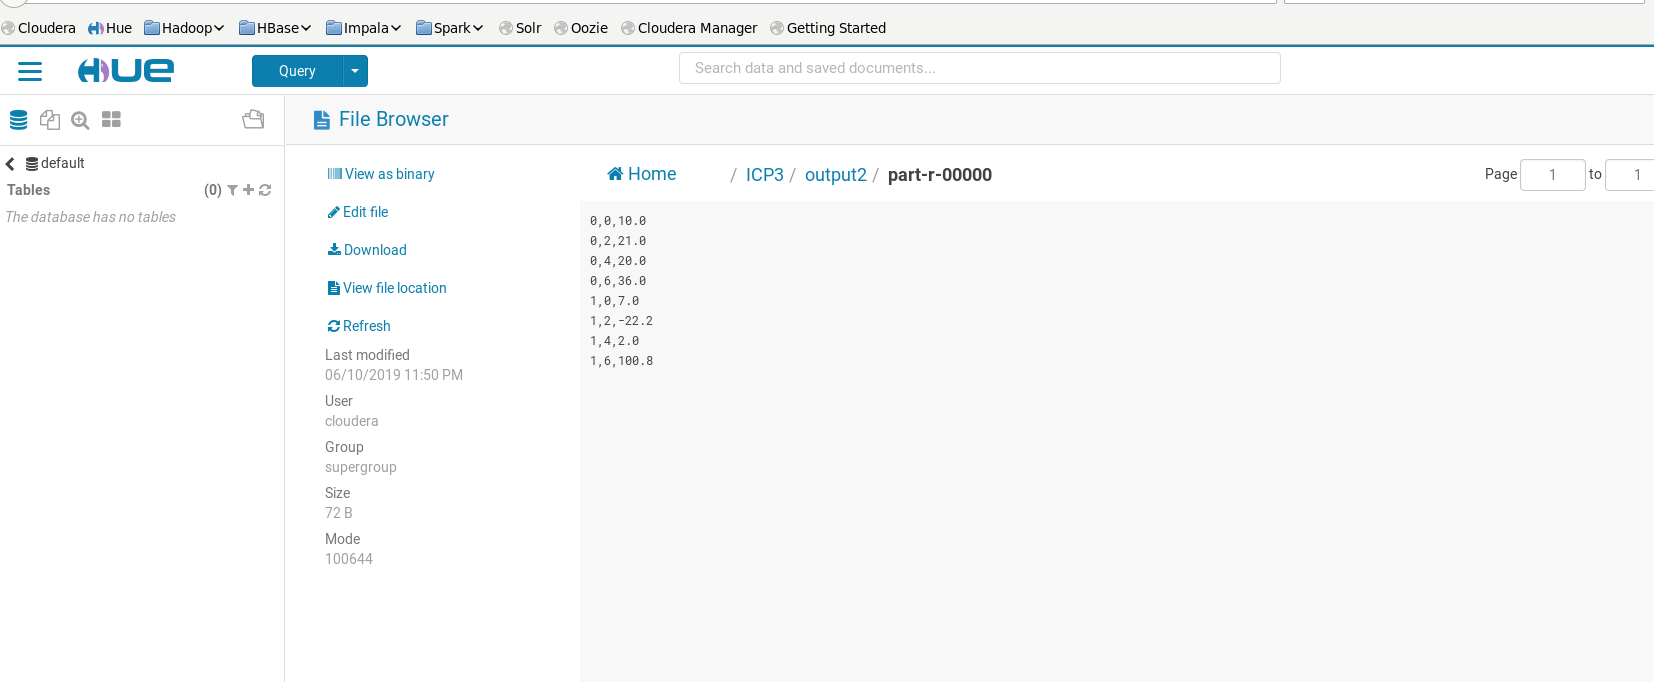 Cloudera Hue Hadoop HBase Impala Spark Solr Oozie Cloudera Manager Getting Started
HUE Query Search data and saved documents...
File Browser
default
Tables (0)
The database has no tables
View as binary
Edit file
Download
View file location
Refresh
Last modified
06/10/2019 11:50 PM
User
cloudera
Group
supergroup
Size
72 B
Mode
100644
Home / ICP3 / output2 / part-r-00000 Page 1 to 1
0,0,10.0
0,2,21.0
0,4,20.0
0,6,36.0
1,0,7.0
1,2,-22.2
1,4,2.0
1,6,100.8